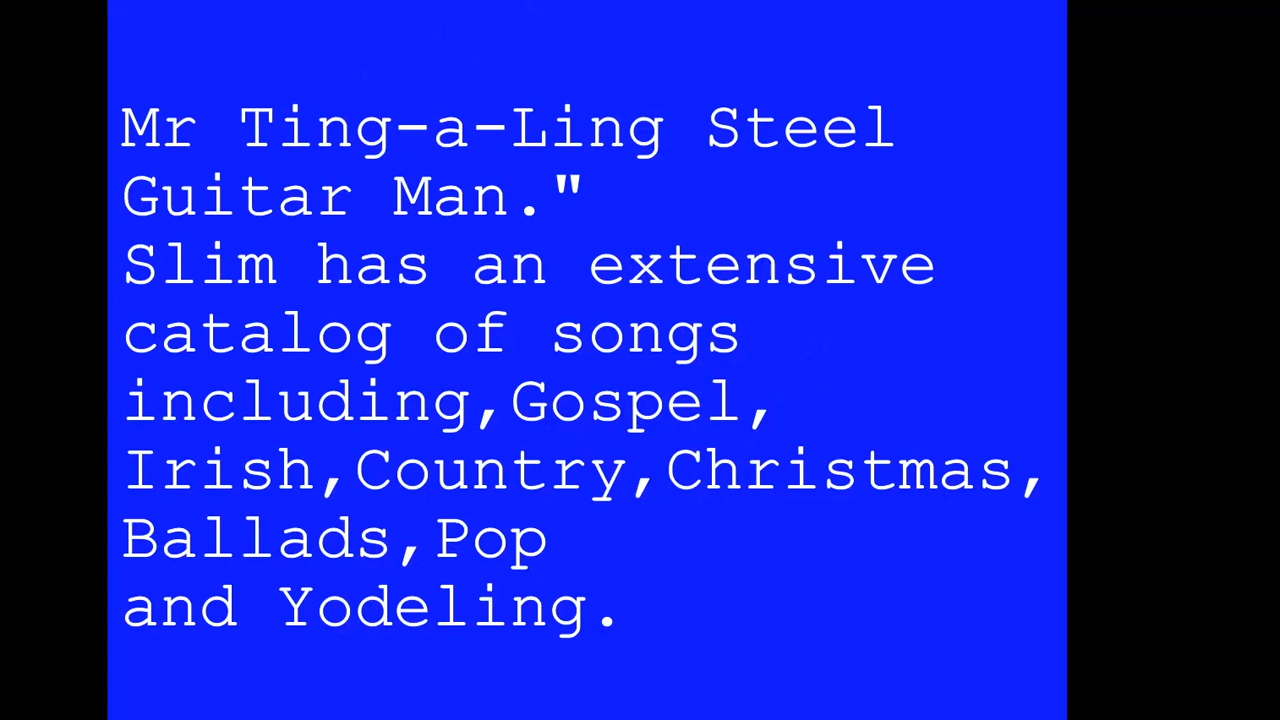 Mr Ting-a-Ling Steel
Guitar Man."
Slim has an extensive
catalog of songs
including,Gospel,
Irish,Country,Christmas,
Ballads,Pop
and Yodeling.